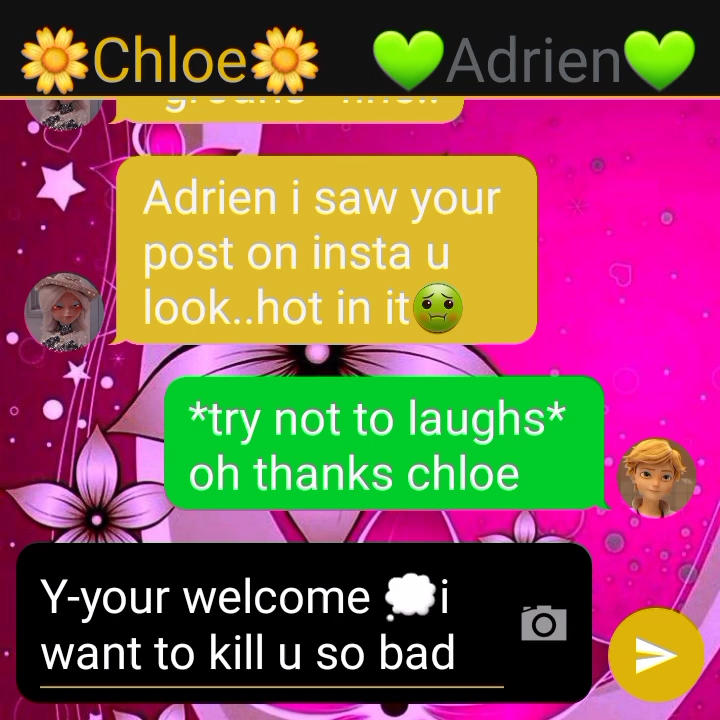 🌼Chloe🌼 💚Adrien💚
Adrien i saw your
post on insta u
look..hot in it🤢
*try not to laughs*
oh thanks chloe
Y-your welcome 💭i
want to kill u so bad